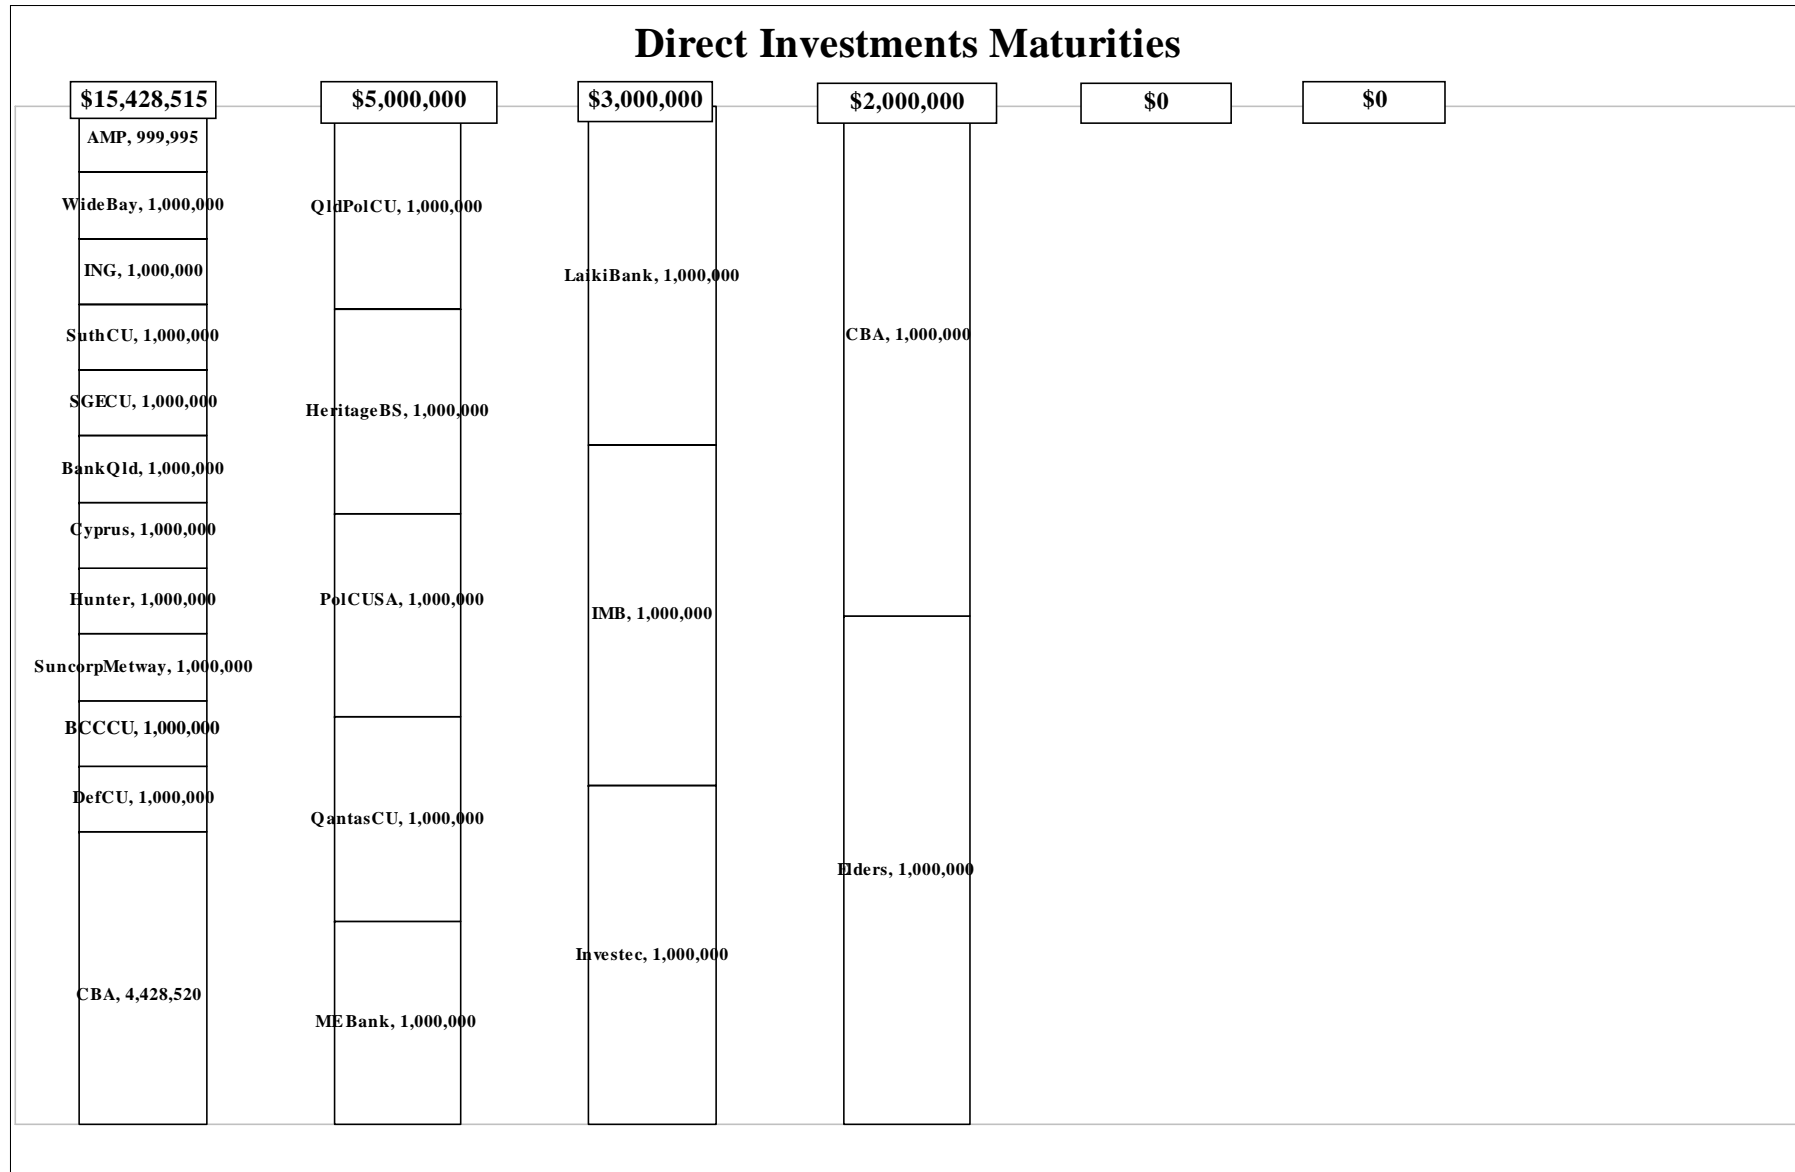 Direct Investments Maturities
$15,428,515
$5,000,000
$3,000,000
$2,000,000
$0
$0
AMP, 999,995
WideBay, 1,000,000
ING, 1,000,000
SuthCU, 1,000,000
SGECU, 1,000,000
BankQld, 1,000,000
Cyprus, 1,000,000
Hunter, 1,000,000
SuncorpMetway, 1,000,000
BCCCU, 1,000,000
DefCU, 1,000,000
CBA, 4,428,520
QldPolCU, 1,000,000
HeritageBS, 1,000,000
PolCUSA, 1,000,000
QantasCU, 1,000,000
MEBank, 1,000,000
LaikiBank, 1,000,000
IMB, 1,000,000
Investec, 1,000,000
CBA, 1,000,000
Elders, 1,000,000